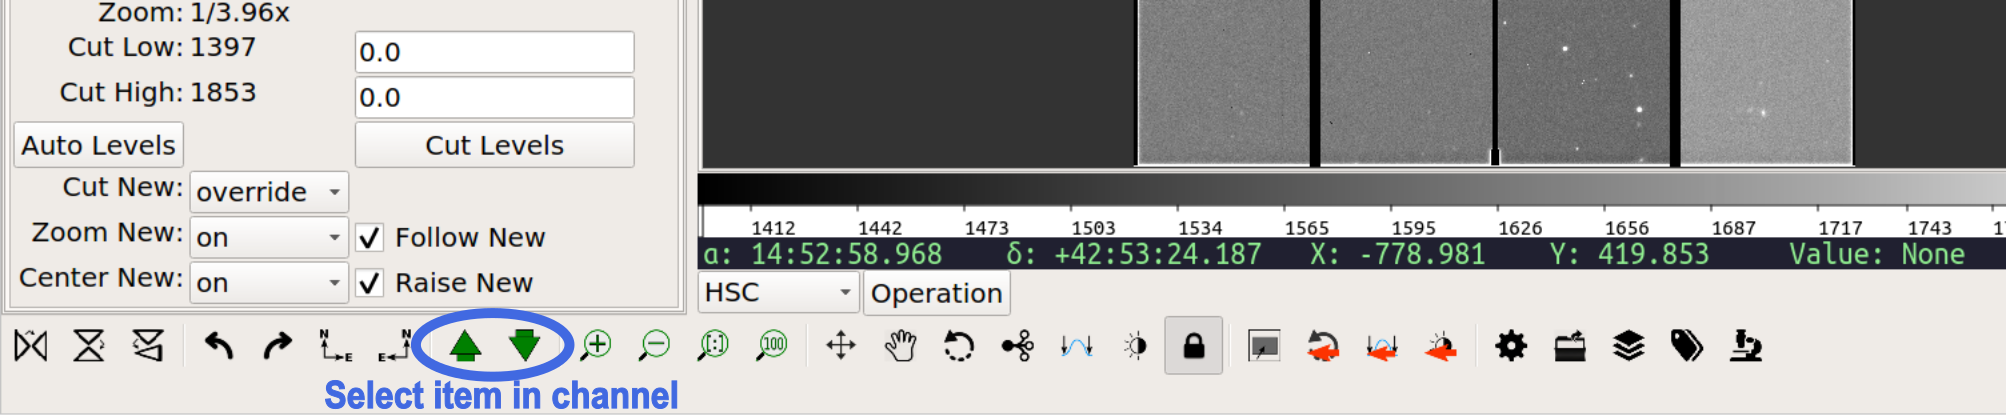 Zoom: 1/3.96x
Cut Low: 1397 0.0
Cut High: 1853 0.0
Auto Levels Cut Levels
Cut New: override
Zoom New: on Follow New
Center New: on Raise New
1412 1442 1473 1503 1534 1565 1595 1626 1656 1687 1717 1743
α: 14:52:58.968 δ: +42:53:24.187 X: -778.981 Y: 419.853 Value: None
HSC Operation
N E E N [:] 100
Select item in channel